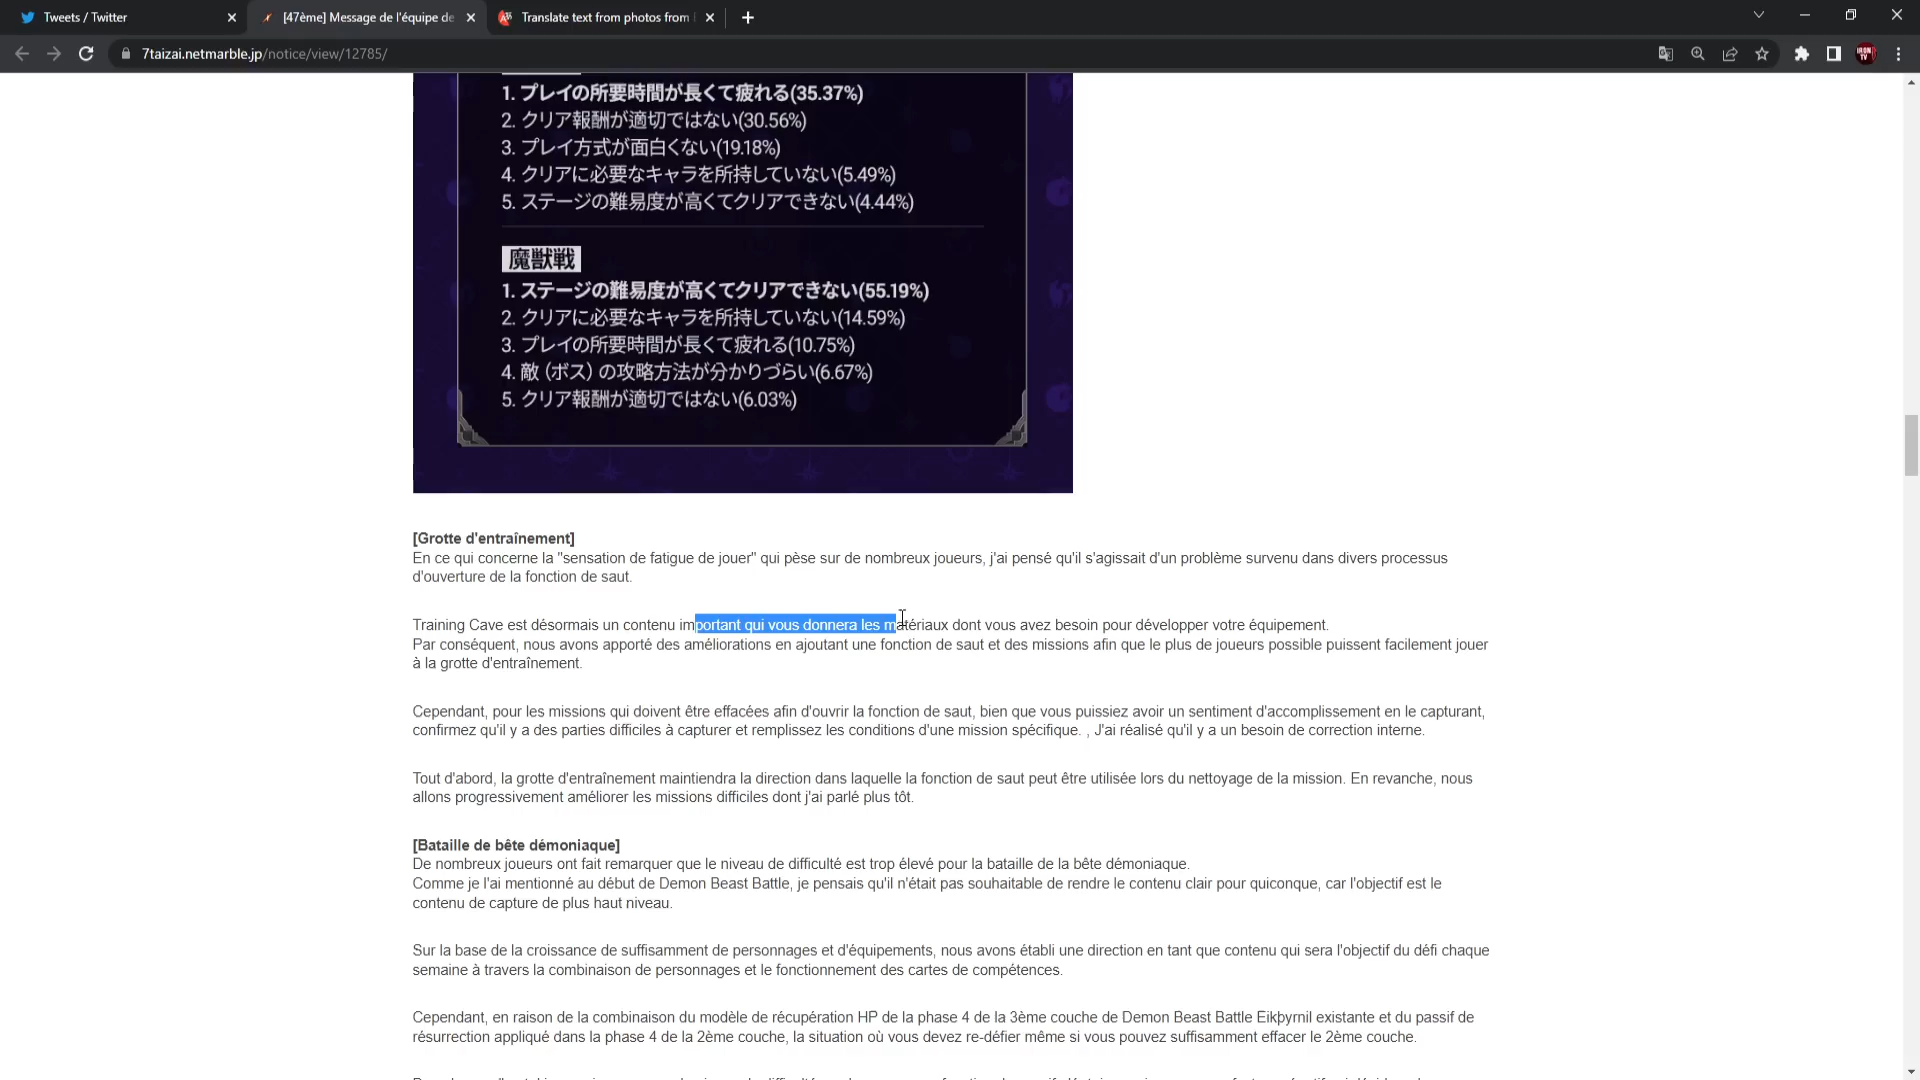 Tweets / Twitter
[47ème] Message de l'équipe de
Translate text from photos from
7taizai.netmarble.jp/notice/view/12785/
1. プレイの所要時間が長くて疲れる(35.37%)
2. クリア報酬が適切ではない(30.56%)
3. プレイ方式が面白くない(19.18%)
4. クリアに必要なキャラを所持していない(5.49%)
5. ステージの難易度が高くてクリアできない(4.44%)
魔獣戦
1. ステージの難易度が高くてクリアできない(55.19%)
2. クリアに必要なキャラを所持していない(14.59%)
3. プレイの所要時間が長くて疲れる(10.75%)
4. 敵（ボス）の攻略方法が分かりづらい(6.67%)
5. クリア報酬が適切ではない(6.03%)
[Grotte d'entraînement]
En ce qui concerne la "sensation de fatigue de jouer" qui pèse sur de nombreux joueurs, j'ai pensé qu'il s'agissait d'un problème survenu dans divers processus
d'ouverture de la fonction de saut.
Training Cave est désormais un contenu important qui vous donnera les matériaux dont vous avez besoin pour développer votre équipement.
Par conséquent, nous avons apporté des améliorations en ajoutant une fonction de saut et des missions afin que le plus de joueurs possible puissent facilement jouer
à la grotte d'entraînement.
Cependant, pour les missions qui doivent être effacées afin d'ouvrir la fonction de saut, bien que vous puissiez avoir un sentiment d'accomplissement en le capturant,
confirmez qu'il y a des parties difficiles à capturer et remplissez les conditions d'une mission spécifique. , J'ai réalisé qu'il y a un besoin de correction interne.
Tout d'abord, la grotte d'entraînement maintiendra la direction dans laquelle la fonction de saut peut être utilisée lors du nettoyage de la mission. En revanche, nous
allons progressivement améliorer les missions difficiles dont j'ai parlé plus tôt.
[Bataille de bête démoniaque]
De nombreux joueurs ont fait remarquer que le niveau de difficulté est trop élevé pour la bataille de la bête démoniaque.
Comme je l'ai mentionné au début de Demon Beast Battle, je pensais qu'il n'était pas souhaitable de rendre le contenu clair pour quiconque, car l'objectif est le
contenu de capture de plus haut niveau.
Sur la base de la croissance de suffisamment de personnages et d'équipements, nous avons établi une direction en tant que contenu qui sera l'objectif du défi chaque
semaine à travers la combinaison de personnages et le fonctionnement des cartes de compétences.
Cependant, en raison de la combinaison du modèle de récupération HP de la phase 4 de la 3ème couche de Demon Beast Battle Eikþyrnil existante et du passif de
résurrection appliqué dans la phase 4 de la 2ème couche, la situation où vous devez re-défier même si vous pouvez suffisamment effacer le 2ème couche.